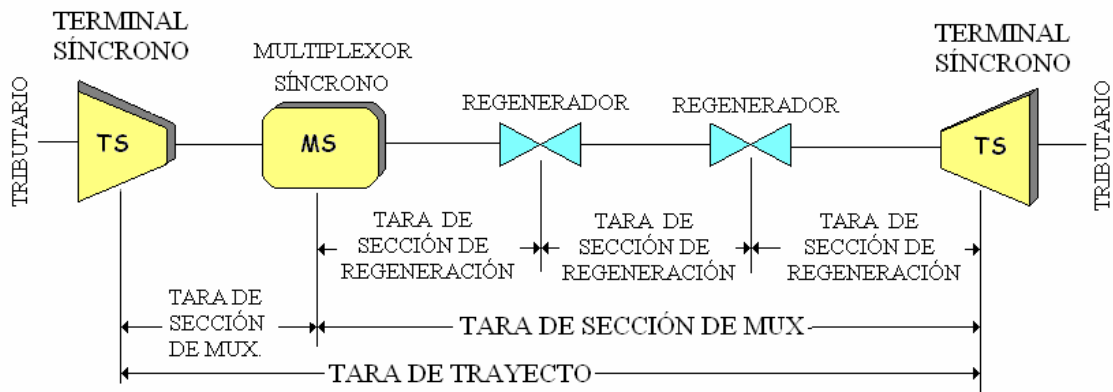 TERMINAL
SÍNCRONO
MULTIPLEXOR
SÍNCRONO
TERMINAL
SÍNCRONO
REGENERADOR
REGENERADOR
TRIBUTARIO
TS
MS
TS
TRIBUTARIO
TARA DE
SECCIÓN DE
REGENERACIÓN
TARA DE
SECCIÓN DE
REGENERACIÓN
TARA DE
SECCIÓN DE
REGENERACIÓN
TARA DE
SECCIÓN
DE MUX.
TARA DE SECCIÓN DE MUX
TARA DE TRAYECTO